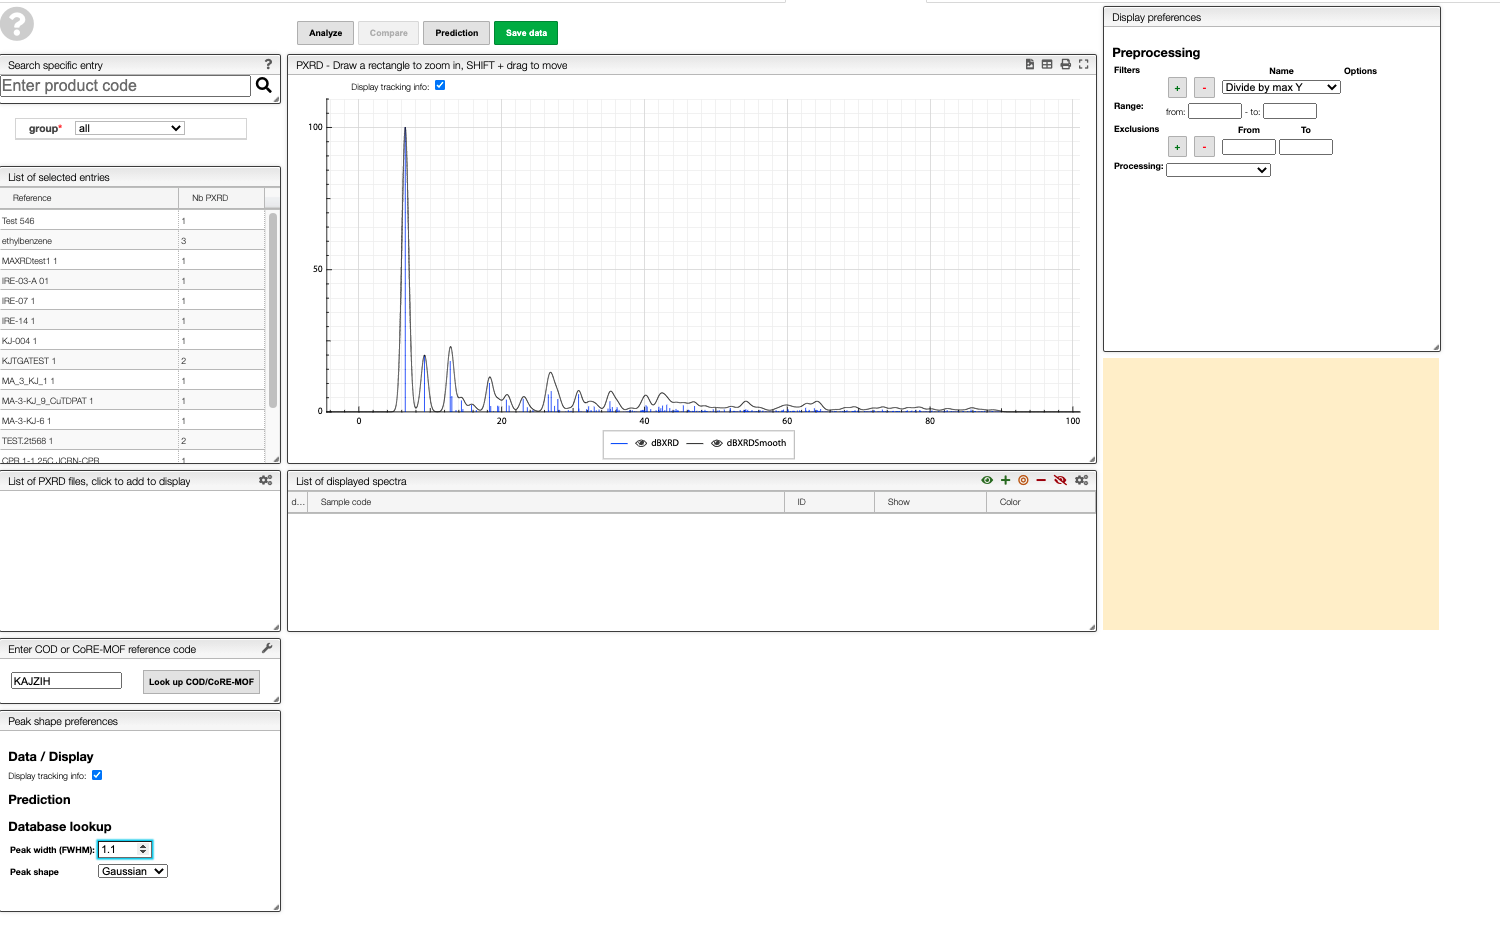 ?
Analyze
Compare
Prediction
Save data
Search specific entry
?
Enter product code
group*
all
List of selected entries
Reference Nb PXRD
Test 546 1
ethylbenzene 3
MAXRDtest1 1 1
IRE-03-A 01 1
IRE-07 1 1
IRE-14 1 1
KJ-004 1 1
KJTGATEST 1 2
MA_3_KJ_1 1 1
MA-3-KJ_9_CuTDPAT 1 1
MA-3-KJ-6 1 1
TEST.2t568 1 2
CPR 1-1.25C JCRN-CPR 1
PXRD - Draw a rectangle to zoom in, SHIFT + drag to move
Display tracking info:
100
50
0
0 20 40 60 80 100
dBXRD dBXRDSmooth
Display preferences
Preprocessing
Filters Name Options
+ - Divide by max Y
Range:
from: - to:
Exclusions From To
+ -
Processing:
List of PXRD files, click to add to display
List of displayed spectra
d... Sample code ID Show Color
Enter COD or CoRE-MOF reference code
KAJZIH
Look up COD/CoRE-MOF
Peak shape preferences
Data / Display
Display tracking info:
Prediction
Database lookup
Peak width (FWHM): 1.1
Peak shape Gaussian